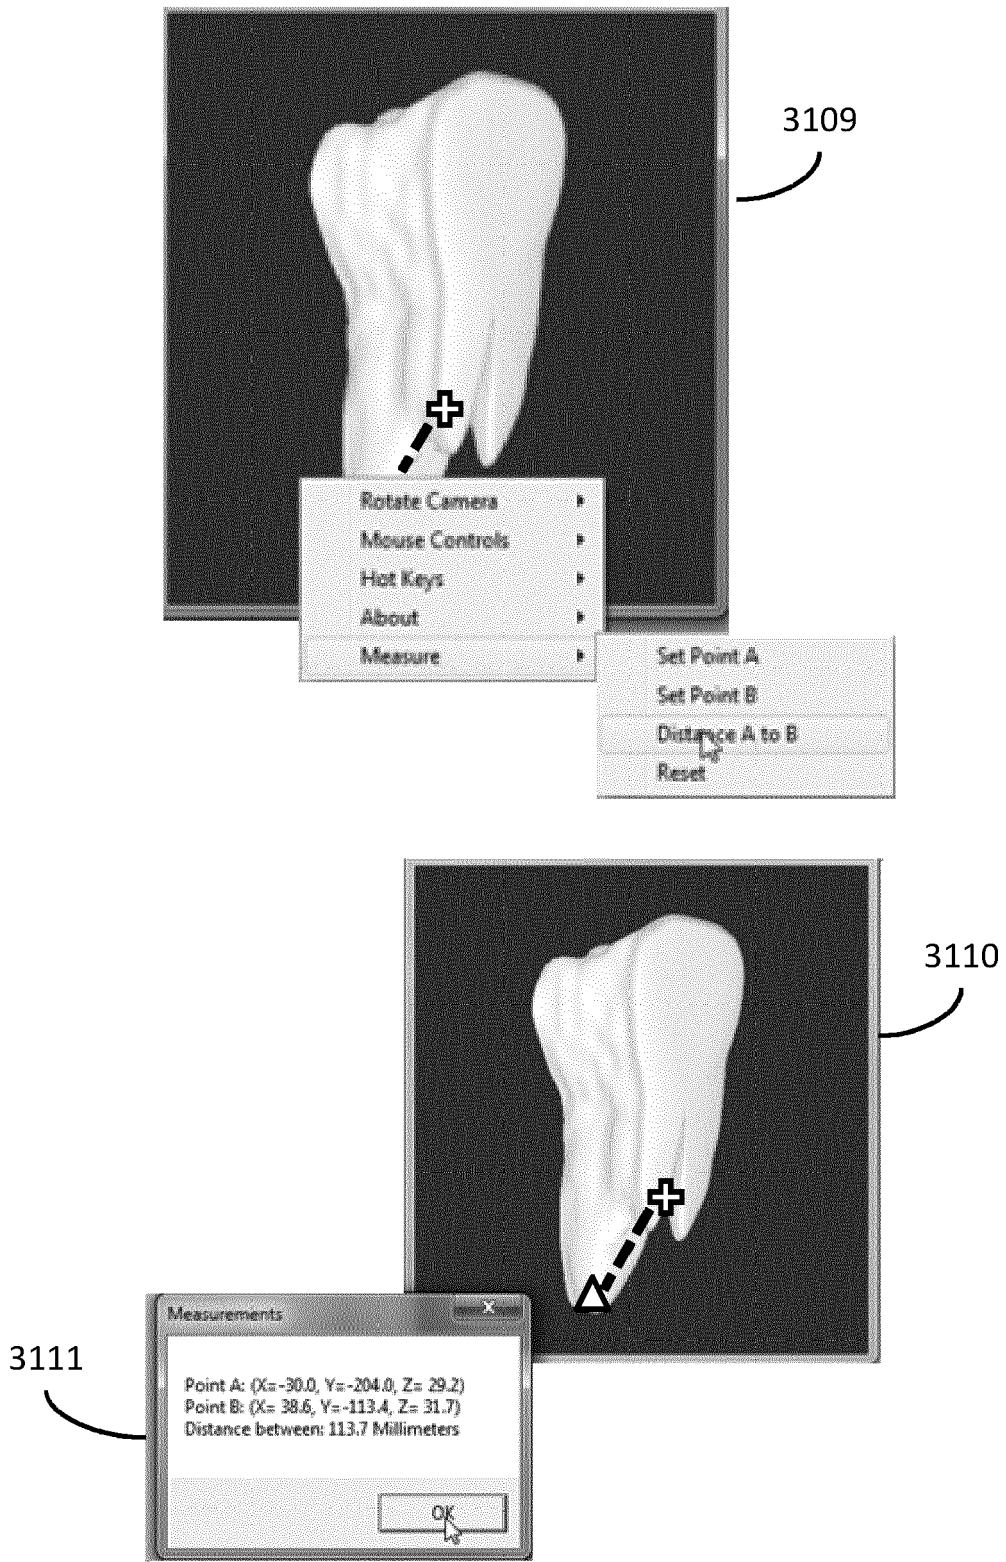 3109
Rotate Camera
Mouse Controls
Hot Keys
About
Measure
Set Point A
Set Point B
Distance A to B
Reset
3110
3111
Measurements
Point A: (X=-30.0, Y=-204.0, Z= 29.2)
Point B: (X= 38.6, Y=-113.4, Z= 31.7)
Distance between: 113.7 Millimeters
OK